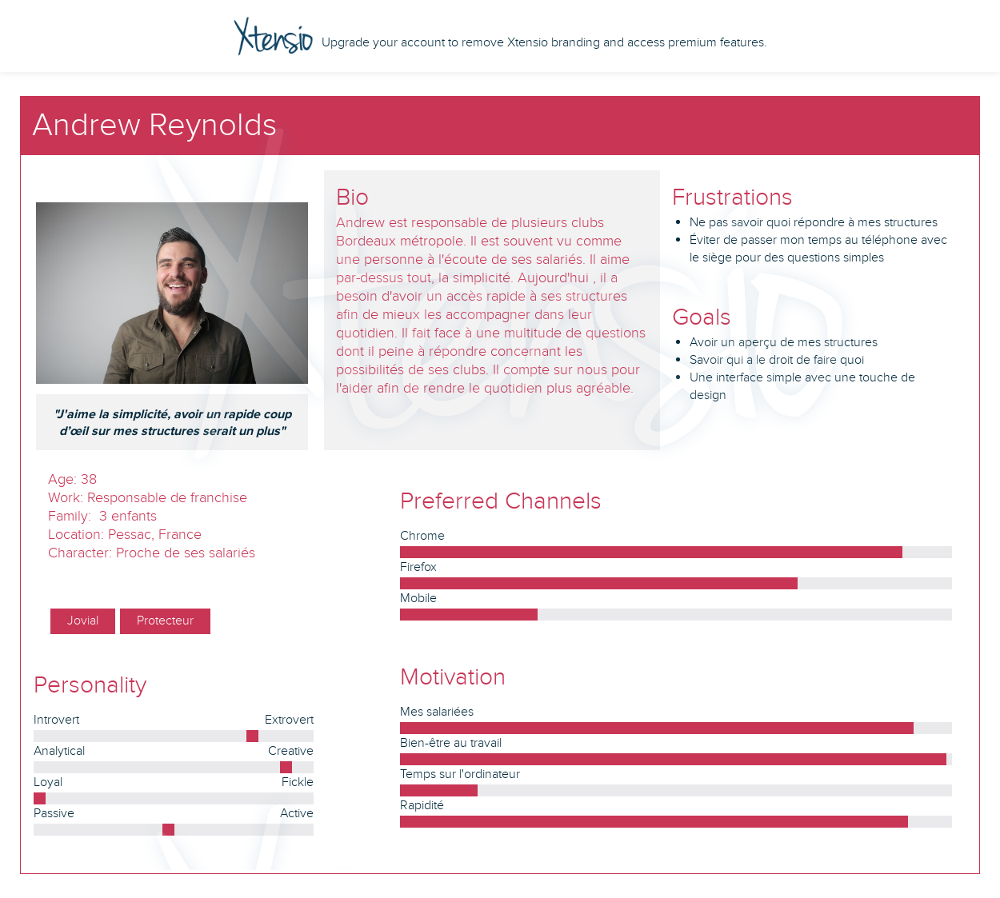 Xtensio Upgrade your account to remove Xtensio branding and access premium features.
Andrew Reynolds
"J'aime la simplicité, avoir un rapide coup
d’œil sur mes structures serait un plus"
Bio
Andrew est responsable de plusieurs clubs
Bordeaux métropole. Il est souvent vu comme
une personne à l'écoute de ses salariés. Il aime
par-dessus tout, la simplicité. Aujourd'hui , il a
besoin d'avoir un accès rapide à ses structures
afin de mieux les accompagner dans leur
quotidien. Il fait face à une multitude de questions
dont il peine à répondre concernant les
possibilités de ses clubs. Il compte sur nous pour
l'aider afin de rendre le quotidien plus agréable.
Frustrations
Ne pas savoir quoi répondre à mes structures
Éviter de passer mon temps au téléphone avec
le siège pour des questions simples
Goals
Avoir un aperçu de mes structures
Savoir qui a le droit de faire quoi
Une interface simple avec une touche de
design
Xtensio
Age: 38
Work: Responsable de franchise
Family:  3 enfants
Location: Pessac, France
Character: Proche de ses salariés
Jovial Protecteur
Personality
Introvert Extrovert
Analytical Creative
Loyal Fickle
Passive Active
Preferred Channels
Chrome
Firefox
Mobile
Motivation
Mes salariées
Bien-être au travail
Temps sur l'ordinateur
Rapidité